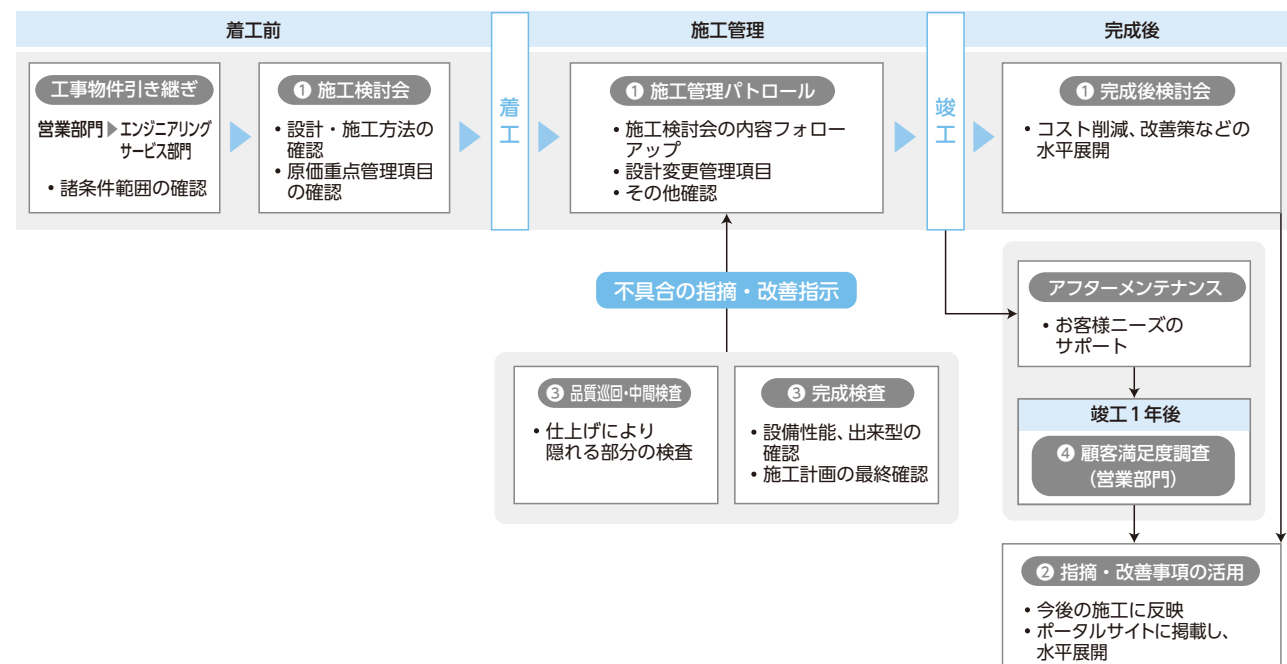 着工前
施工管理
完成後
工事物件引き継ぎ
営業部門▶エンジニアリング
サービス部門
• 諸条件範囲の確認
❶ 施工検討会
• 設計・施工方法の
確認
• 原価重点管理項目
の確認
着工
❶ 施工管理パトロール
• 施工検討会の内容フォロー
アップ
• 設計変更管理項目
• その他確認
竣工
❶ 完成後検討会
• コスト削減、改善策などの
水平展開
不具合の指摘・改善指示
❸ 品質巡回・中間検査
• 仕上げにより
隠れる部分の検査
❸ 完成検査
• 設備性能、出来型の
確認
• 施工計画の最終確認
アフターメンテナンス
• お客様ニーズの
サポート
竣工1年後
❹ 顧客満足度調査
（営業部門）
❷ 指摘・改善事項の活用
• 今後の施工に反映
• ポータルサイトに掲載し、
水平展開